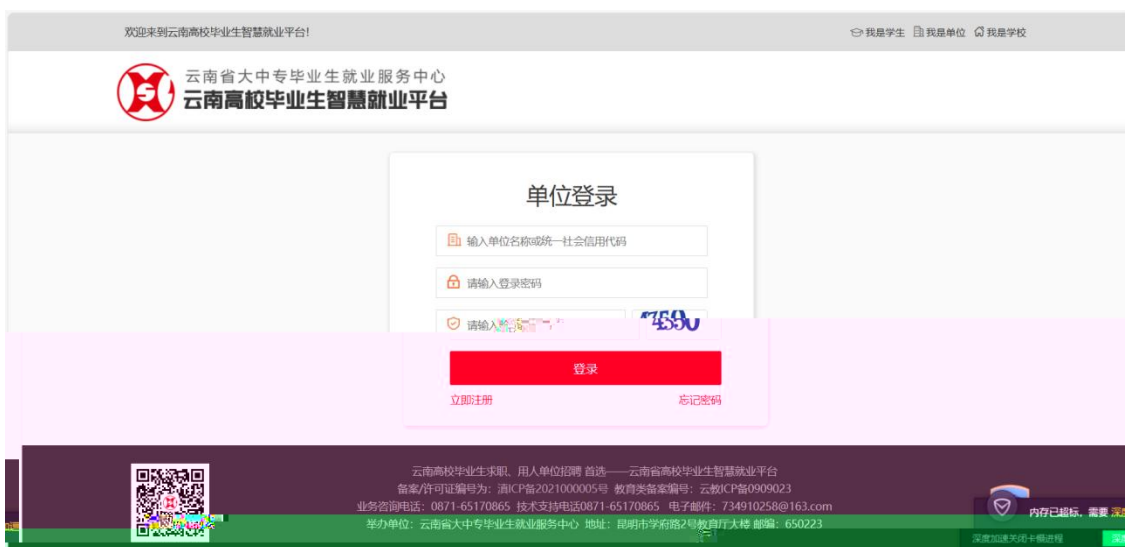 欢迎来到云南高校毕业生智慧就业平台!
我是学生 我是单位 我是学校
云南省大中专毕业生就业服务中心
云南高校毕业生智慧就业平台
单位登录
输入单位名称或统一社会信用代码
请输入登录密码
请输入
登录
立即注册 忘记密码
云南高校毕业生求职、用人单位招聘 首选——云南省高校毕业生智慧就业平台
备案/许可证编号为：滇ICP备2021000005号 教育类备案编号：云教ICP备0909023
业务咨询电话：0871-65170865 技术支持电话0871-65170865 电子邮件：734910258@163.com
举办单位：云南省大中专毕业生就业服务中心 地址：昆明市学府路2号教育厅大楼 邮编：650223
内存已超标，需要
深度加速关闭卡慢进程